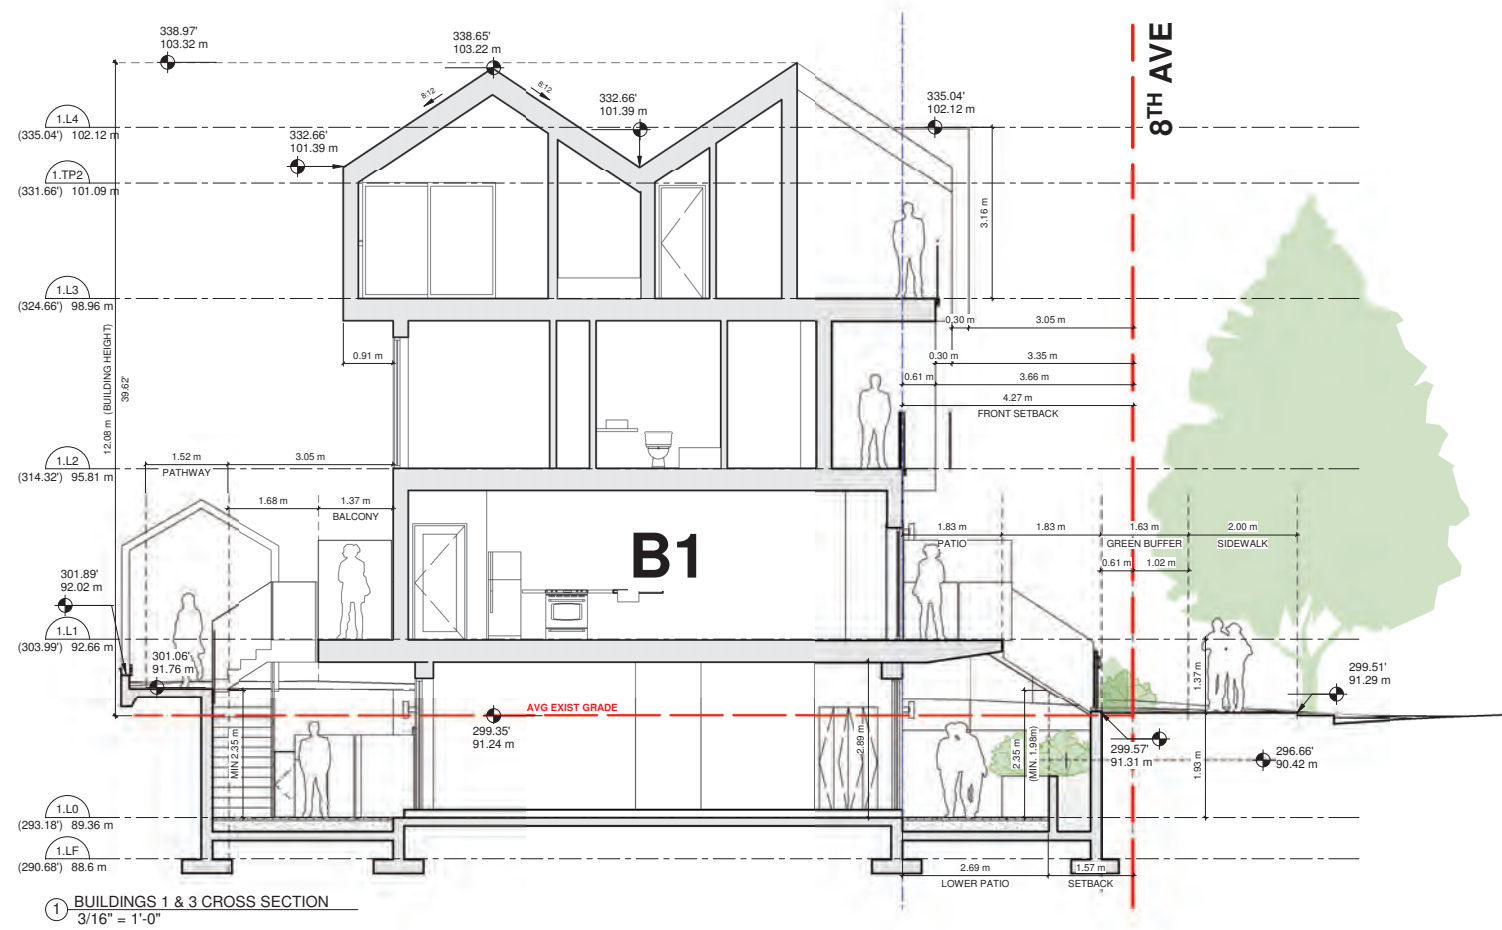 8TH AVE
338.97'
103.32 m
338.65'
103.22 m
8:12
8:12
332.66'
101.39 m
335.04'
102.12 m
1.L4
(335.04') 102.12 m
332.66'
101.39 m
1.TP2
(331.66') 101.09 m
3.16 m
1.L3
(324.66') 98.96 m
0.30 m
3.05 m
12.08 m (BUILDING HEIGHT)
39.62'
0.91 m
0.30 m
3.35 m
0.61 m
3.66 m
4.27 m
FRONT SETBACK
1.L2
(314.32') 95.81 m
1.52 m
PATHWAY
3.05 m
1.68 m
1.37 m
BALCONY
B1
1.83 m
PATIO
1.83 m
1.63 m
GREEN BUFFER
2.00 m
SIDEWALK
0.61 m
1.02 m
301.89'
92.02 m
1.L1
(303.99') 92.66 m
301.06'
91.76 m
1.37 m
299.51'
91.29 m
AVG EXIST GRADE
299.35'
91.24 m
MIN 2.35 m
2.89 m
2.35 m
(MIN. 1.98m)
299.57'
91.31 m
1.93 m
296.66'
90.42 m
1.L0
(293.18') 89.36 m
1.LF
(290.68') 88.6 m
2.69 m
LOWER PATIO
1.57 m
SETBACK
1
BUILDINGS 1 & 3 CROSS SECTION
3/16" = 1'-0"